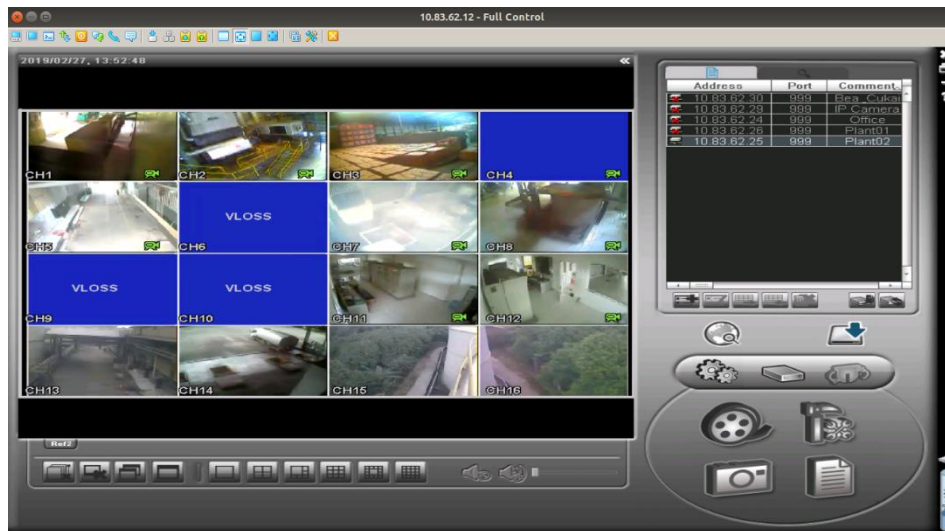 10.83.62.12 - Full Control
2019/02/27, 13:52:48
Address Port Comment
10.83.62.30 999 Bea_Cukai
10.83.62.29 999 IP Camera
10.83.62.24 999 Office
10.83.62.26 999 Plant01
10.83.62.25 999 Plant02
CH1 CH2 CH3 CH4
VLOSS
CH5 CH6 CH7 CH8
VLOSS VLOSS
CH9 CH10 CH11 CH12
CH13 CH14 CH15 CH16
Ref2